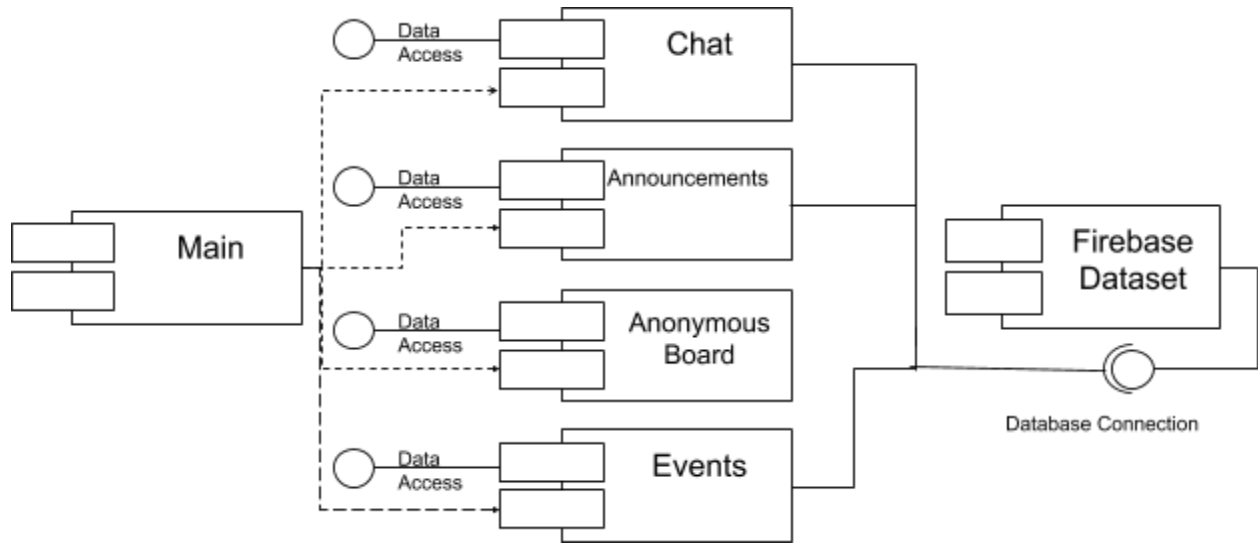 Data
Access
Chat
Data
Access
Announcements
Main
Firebase
Dataset
Data
Access
Anonymous
Board
Database Connection
Data
Access
Events